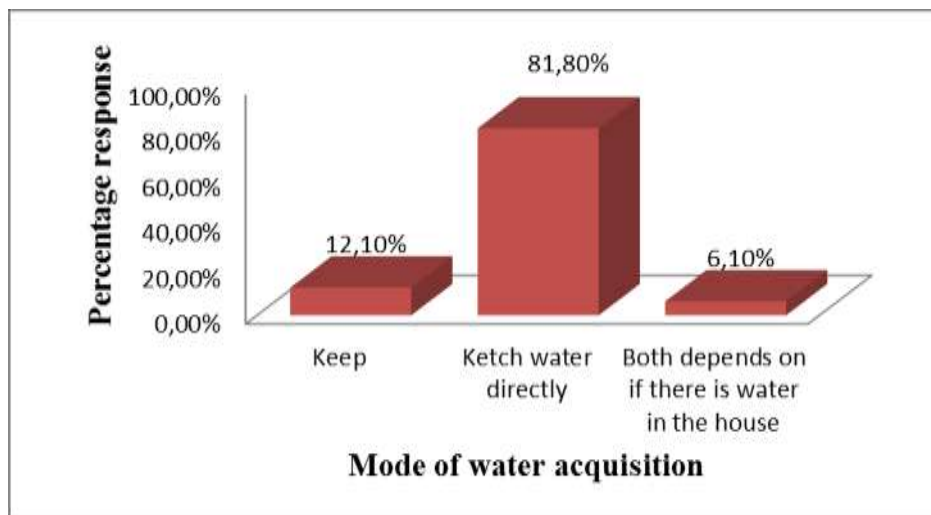 Percentage response
100,00%
80,00%
60,00%
40,00%
20,00%
0,00%
12,10%
81,80%
6,10%
Keep
Ketch water
directly
Both depends on
if there is water
in the house
Mode of water acquisition